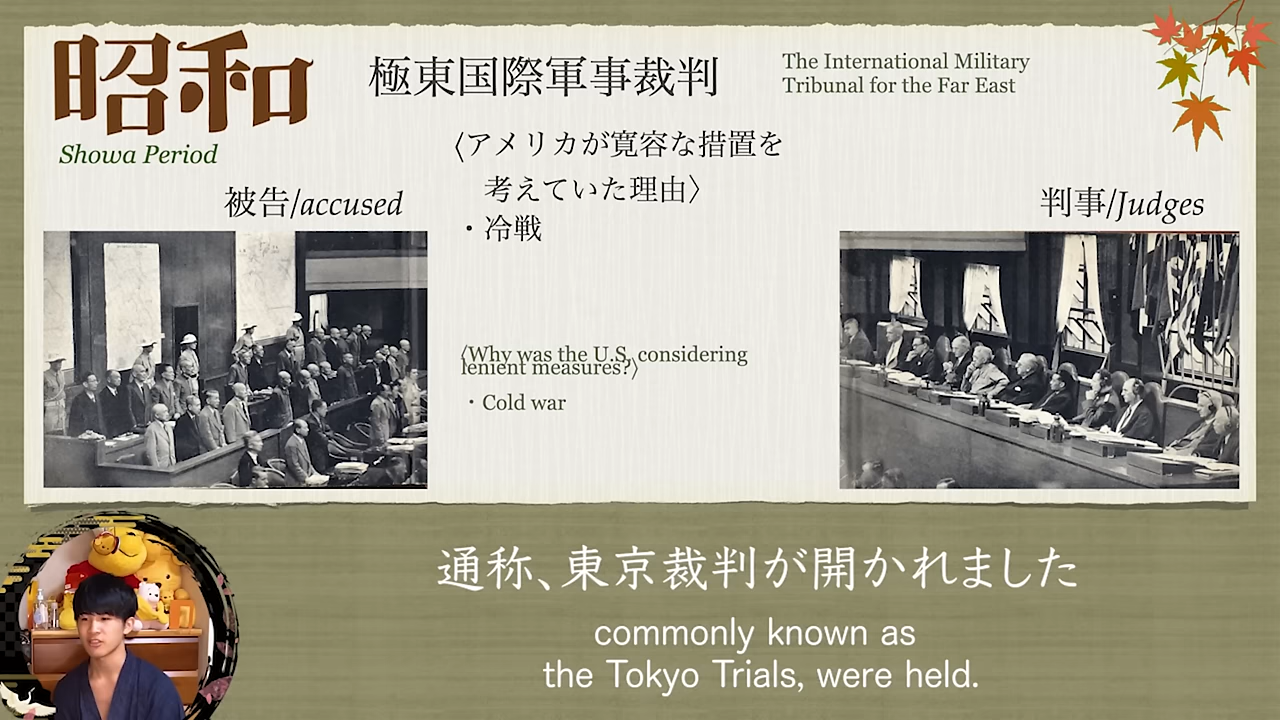 昭和
Showa Period
極東国際軍事裁判
The International Military
Tribunal for the Far East
〈アメリカが寛容な措置を
考えていた理由〉
・冷戦
被告/accused
判事/Judges
〈Why was the U.S. considering
lenient measures?〉
・Cold war
通称、東京裁判が開かれました
commonly known as
the Tokyo Trials, were held.